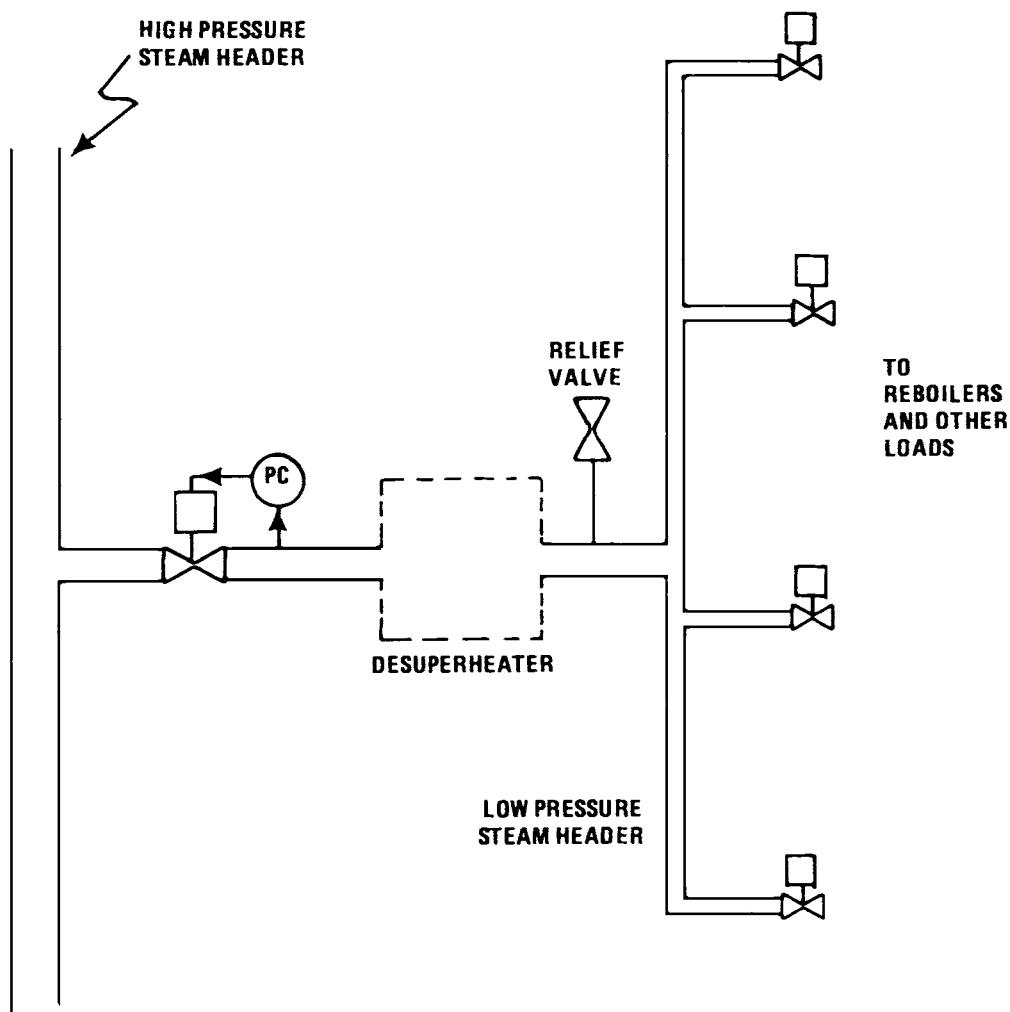 HIGH PRESSURE
STEAM HEADER
RELIEF
VALVE
TO
REBOILERS
AND OTHER
LOADS
PC
DESUPERHEATER
LOW PRESSURE
STEAM HEADER